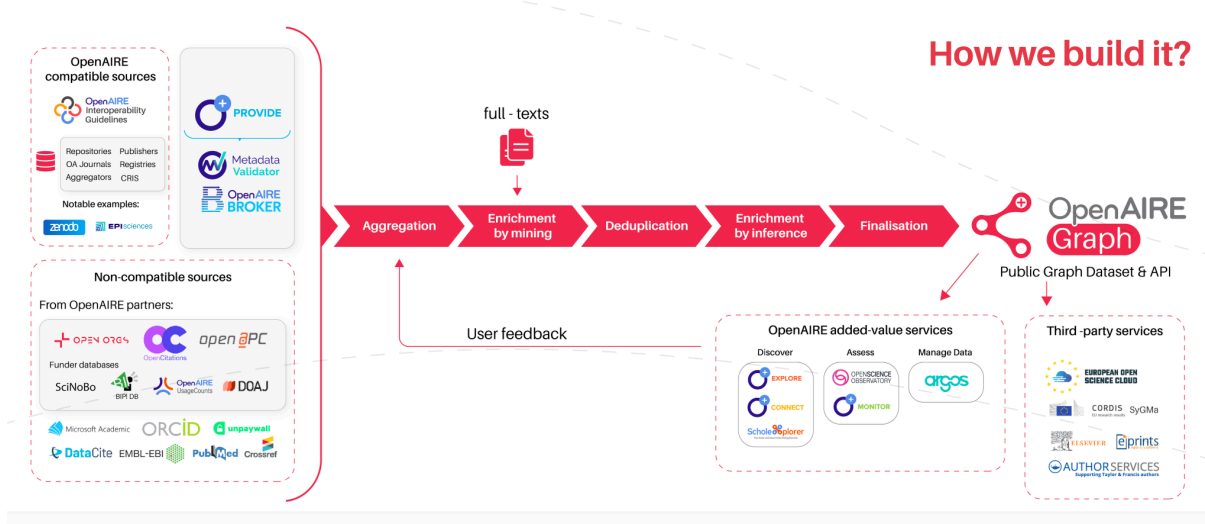 How we build it?
OpenAIRE
compatible sources
OpenAIRE
Interoperability
Guidelines
Repositories Publishers
OA Journals Registries
Aggregators CRIS
Notable examples:
zenodo EPIsciences
PROVIDE
Metadata
Validator
OpenAIRE
BROKER
Non-compatible sources
From OpenAIRE partners:
OPEN ORGS
OpenCitations
open aPC
Funder databases
SciNoBo
BIP! DB
OpenAIRE
UsageCounts
DOAJ
Microsoft Academic
ORCID
unpaywall
DataCite
EMBL-EBI
PubMed
Crossref
full - texts
Aggregation
Enrichment
by mining
Deduplication
Enrichment
by inference
Finalisation
User feedback
OpenAIRE
Graph
Public Graph Dataset & API
OpenAIRE added-value services
Discover
EXPLORE
CONNECT
Scholexplorer
Assess
OPENSCIENCE
OBSERVATORY
MONITOR
Manage Data
argos
Third -party services
EUROPEAN OPEN
SCIENCE CLOUD
CORDIS
EU research results
SyGMa
ELSEVIER
eprints
AUTHORSERVICES
Supporting Taylor & Francis authors